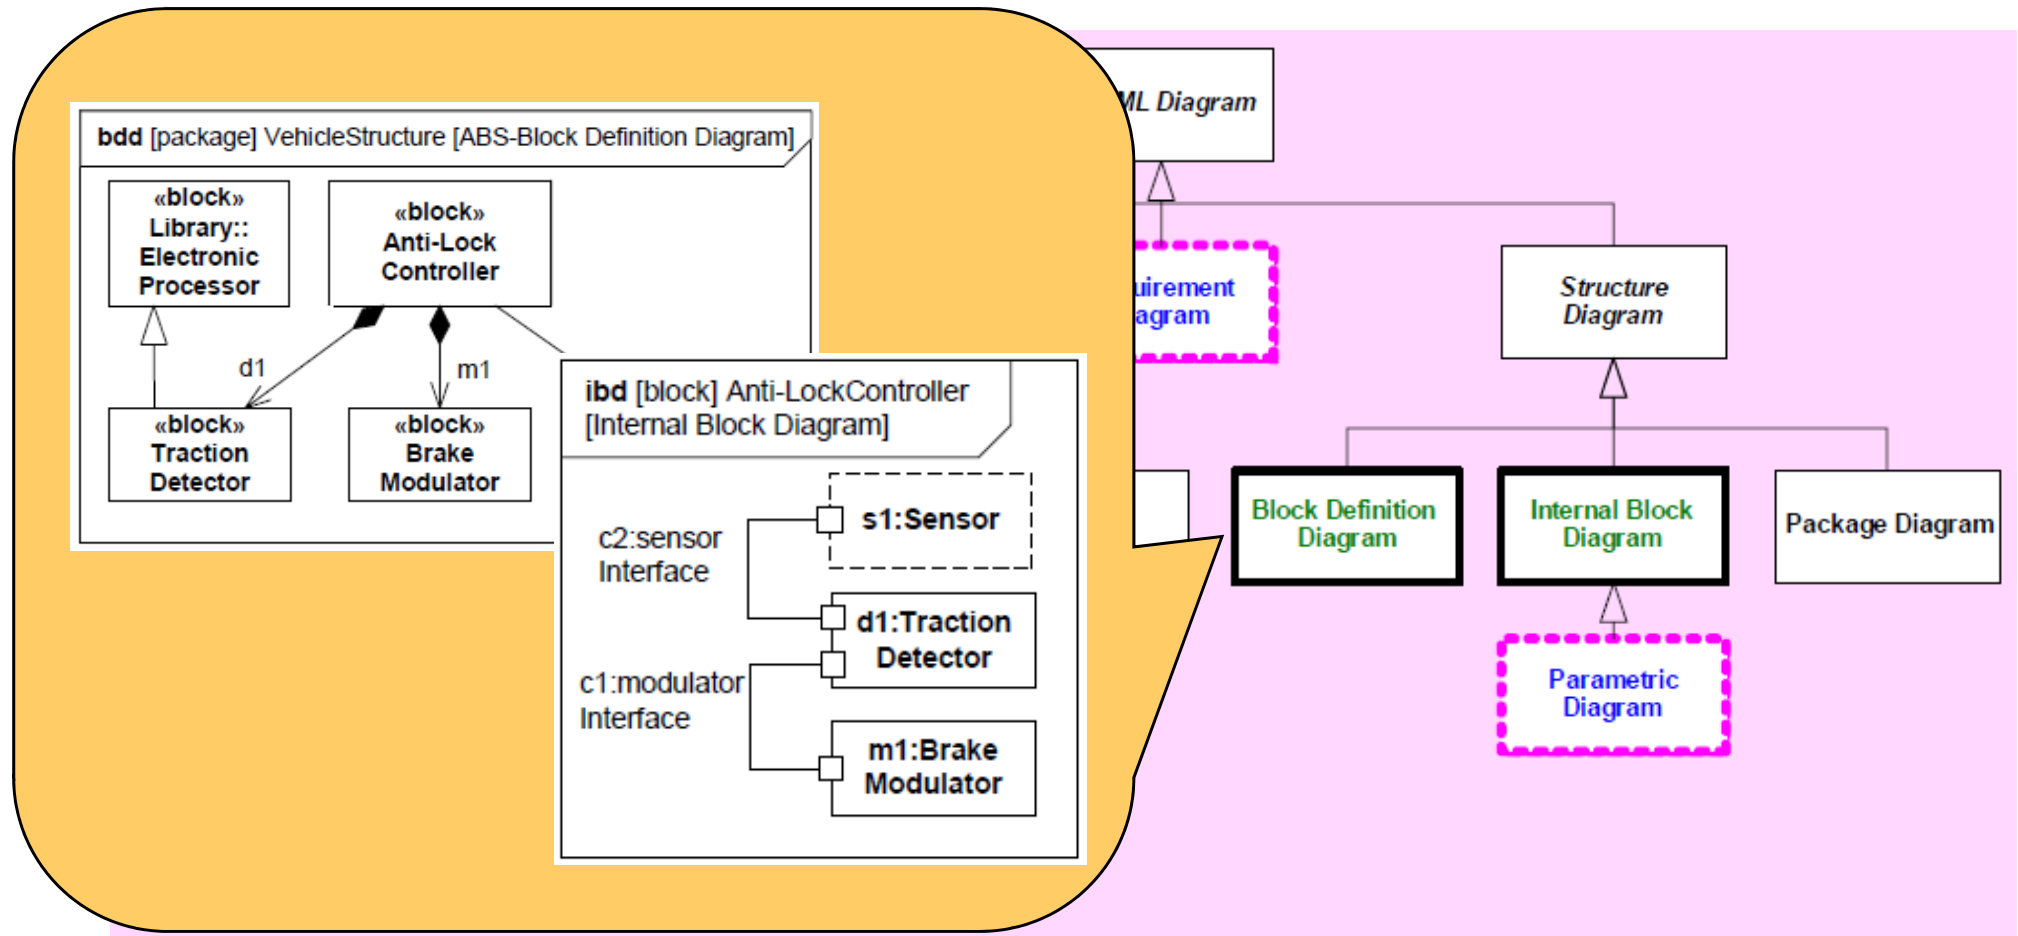 bdd [package] VehicleStructure [ABS-Block Definition Diagram]
«block»
Library::
Electronic
Processor
«block»
Anti-Lock
Controller
d1
m1
«block»
Traction
Detector
«block»
Brake
Modulator
ibd [block] Anti-LockController
[Internal Block Diagram]
s1:Sensor
c2:sensor
Interface
d1:Traction
Detector
c1:modulator
Interface
m1:Brake
Modulator
ML Diagram
uirement
agram
Structure
Diagram
Block Definition
Diagram
Internal Block
Diagram
Package Diagram
Parametric
Diagram